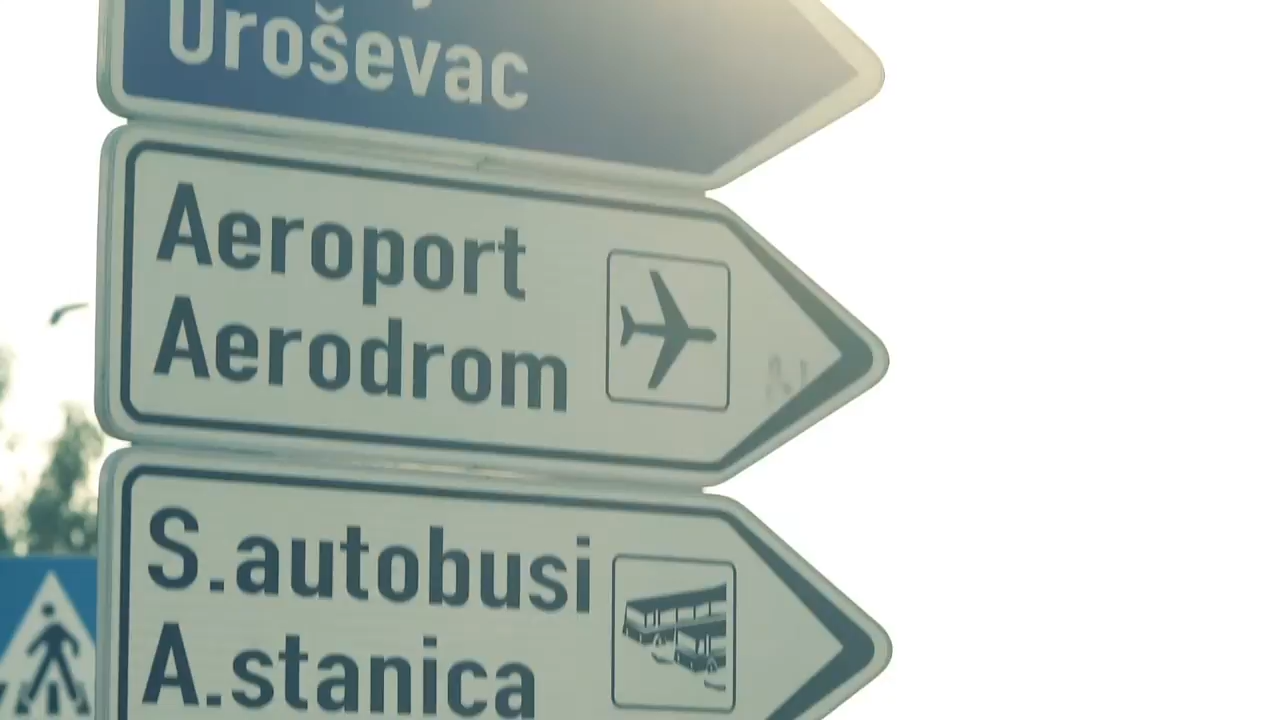 Uroševac
Aeroport
Aerodrom
S.autobusi
A.stanica